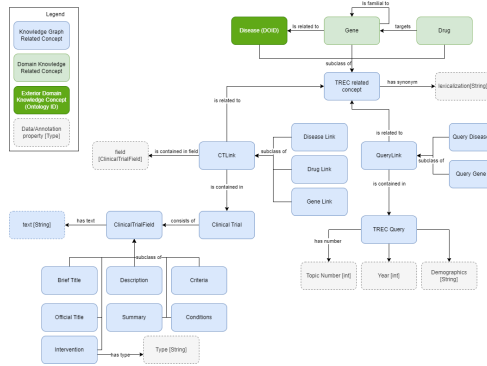 Legend
Knowledge Graph
Related Concept
Domain Knowledge
Related Concept
Exterior Domain
Knowledge Concept
(Ontology ID)
Data/Annotation
property [Type]
is familial to
Disease (DOID)
is related to
Gene
targets
Drug
subclass of
TREC related
concept
has synonym
lexicalization[String]
is related to
is related to
field
[ClinicalTrialField]
is contained in field
CTLink
subclass of
Disease Link
Drug Link
Gene Link
QueryLink
subclass of
Query Disease
Query Gene
is contained in
is contained in
text [String]
has text
ClinicalTrialField
consists of
Clinical Trial
TREC Query
has number
Topic Number [int]
Year [int]
Demographics
[String]
subclass of
Brief Title
Description
Criteria
Official Title
Summary
Conditions
Intervention
has type
Type [String]